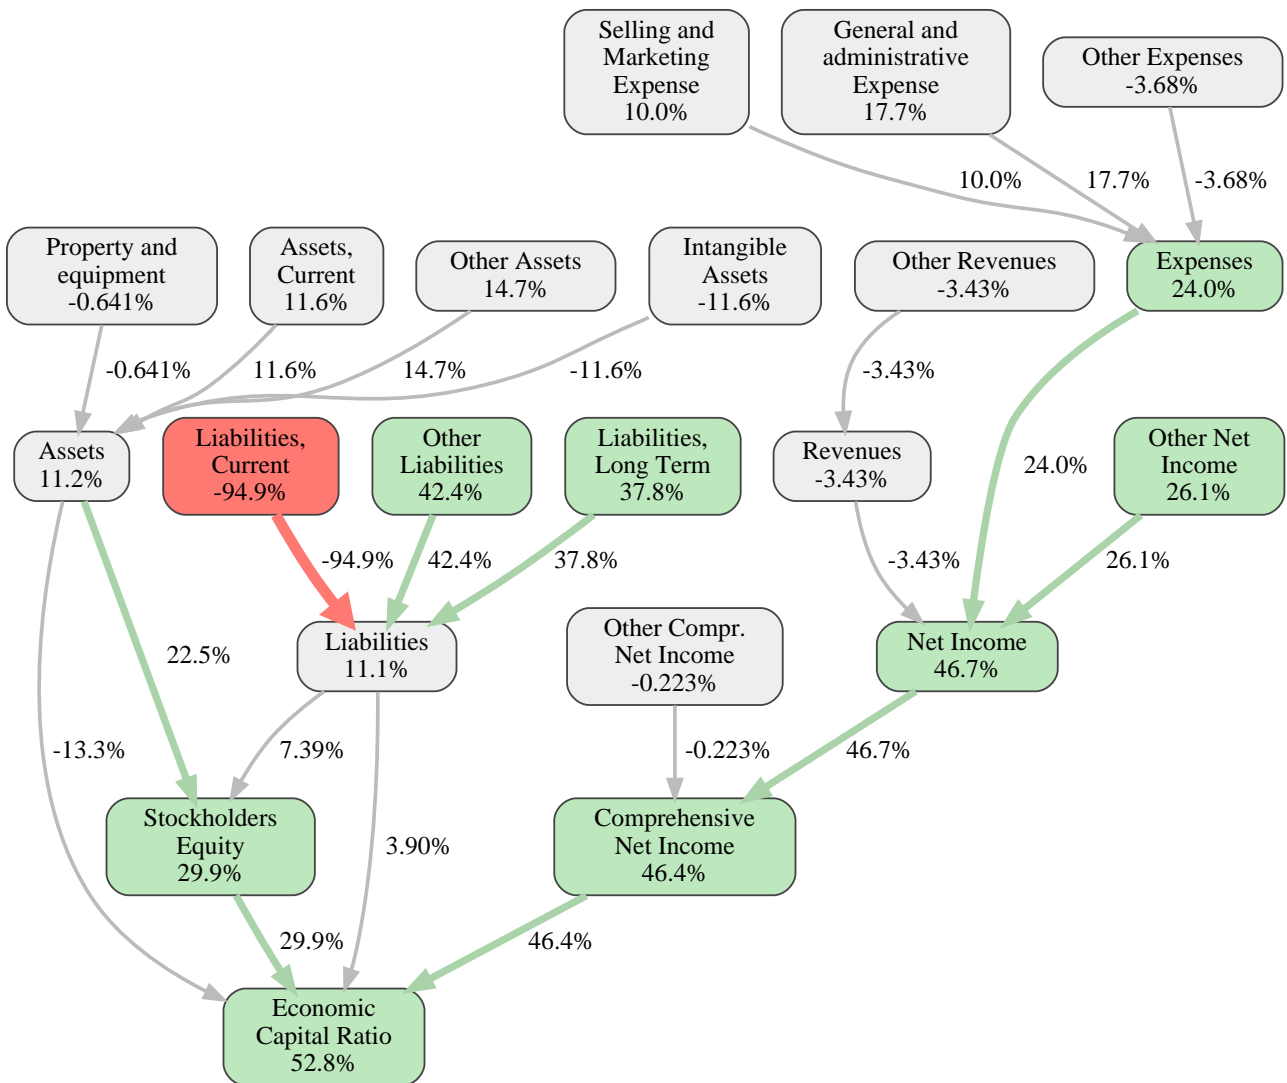 Selling and
Marketing
Expense
10.0%
General and
administrative
Expense
17.7%
Other Expenses
-3.68%
10.0%
17.7%
-3.68%
Property and
equipment
-0.641%
Assets,
Current
11.6%
Other Assets
14.7%
Intangible
Assets
-11.6%
Other Revenues
-3.43%
Expenses
24.0%
-0.641%
11.6%
14.7%
-11.6%
-3.43%
Assets
11.2%
Liabilities,
Current
-94.9%
Other
Liabilities
42.4%
Liabilities,
Long Term
37.8%
Revenues
-3.43%
24.0%
Other Net
Income
26.1%
-94.9%
42.4%
37.8%
-3.43%
26.1%
22.5%
Liabilities
11.1%
Other Compr.
Net Income
-0.223%
Net Income
46.7%
-13.3%
7.39%
-0.223%
46.7%
Stockholders
Equity
29.9%
3.90%
Comprehensive
Net Income
46.4%
29.9%
46.4%
Economic
Capital Ratio
52.8%